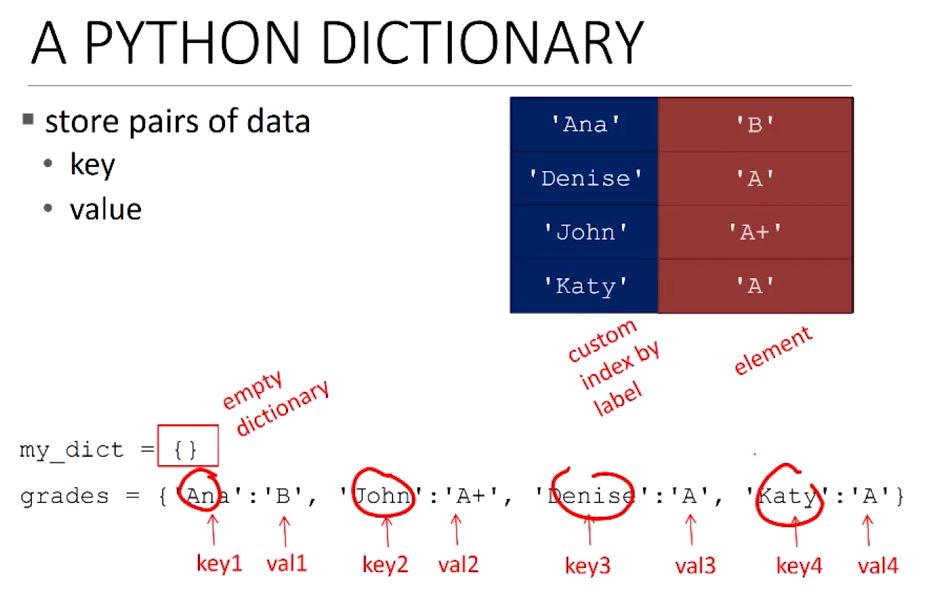 A PYTHON DICTIONARY
▪ store pairs of data
• key
• value
'Ana' 'B'
'Denise' 'A'
'John' 'A+'
'Katy' 'A'
custom
index by
label
element
empty
dictionary
my_dict = {}
grades = {'Ana':'B', 'John':'A+', 'Denise':'A', 'Katy':'A'}
key1 val1 key2 val2 key3 val3 key4 val4